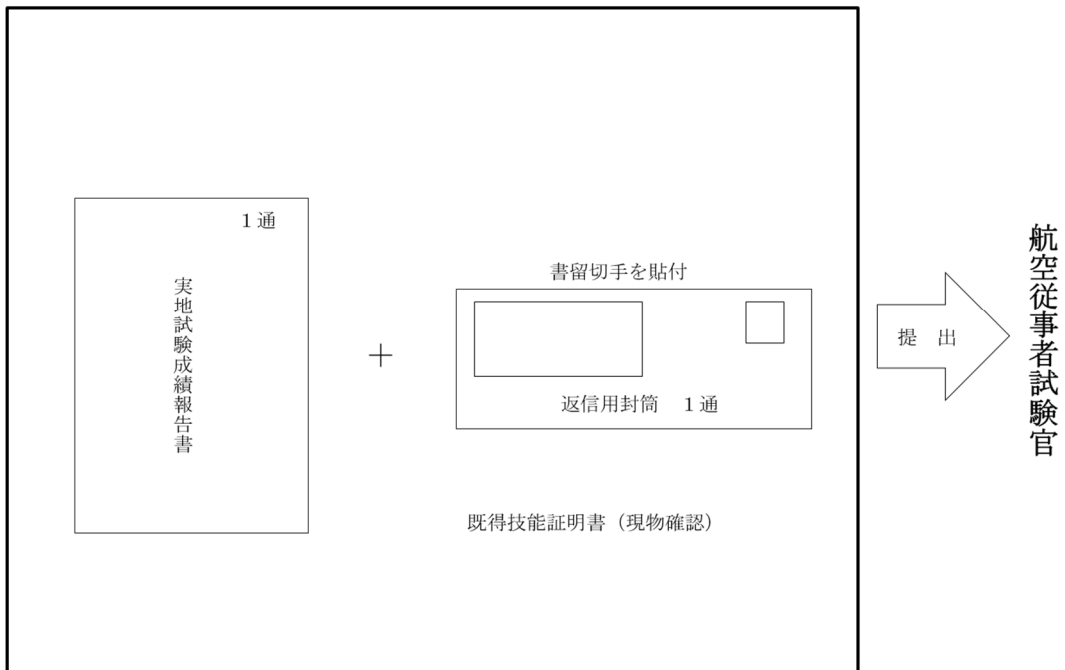 1通
実地試験成績報告書
+
書留切手を貼付
返信用封筒 1通
既得技能証明書（現物確認）
提 出
航空従事者試験官